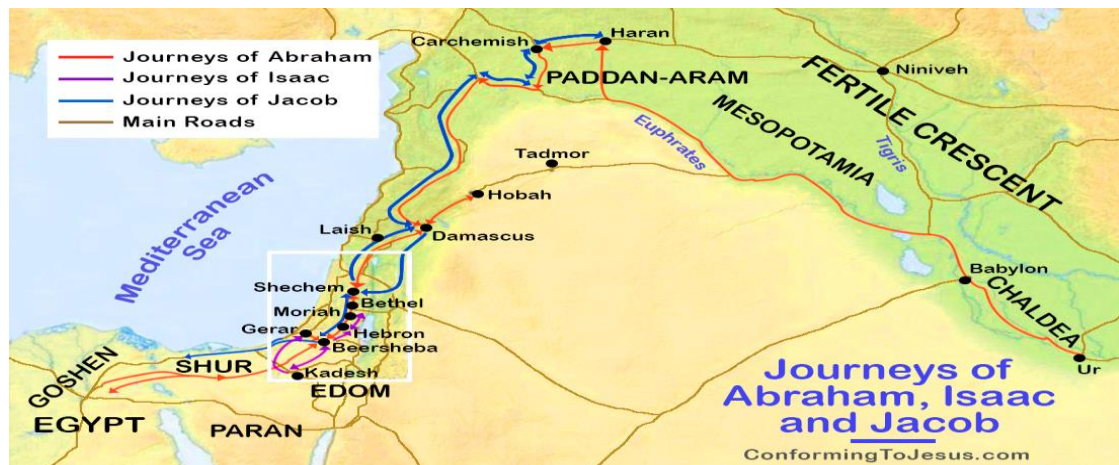 Journeys of Abraham
Journeys of Isaac
Journeys of Jacob
Main Roads
Carchemish
Haran
PADDAN-ARAM
Niniveh
FERTILE CRESCENT
MESOPOTAMIA
Euphrates
Tigris
Tadmor
Hobah
Mediterranean
Sea
Laish
Damascus
Shechem
Bethel
Moriah
Hebron
Gerar
Beersheba
Babylon
CHALDEA
Ur
GOSHEN
SHUR
Kadesh
EDOM
EGYPT
PARAN
Journeys of
Abraham, Isaac
and Jacob
ConformingToJesus.com